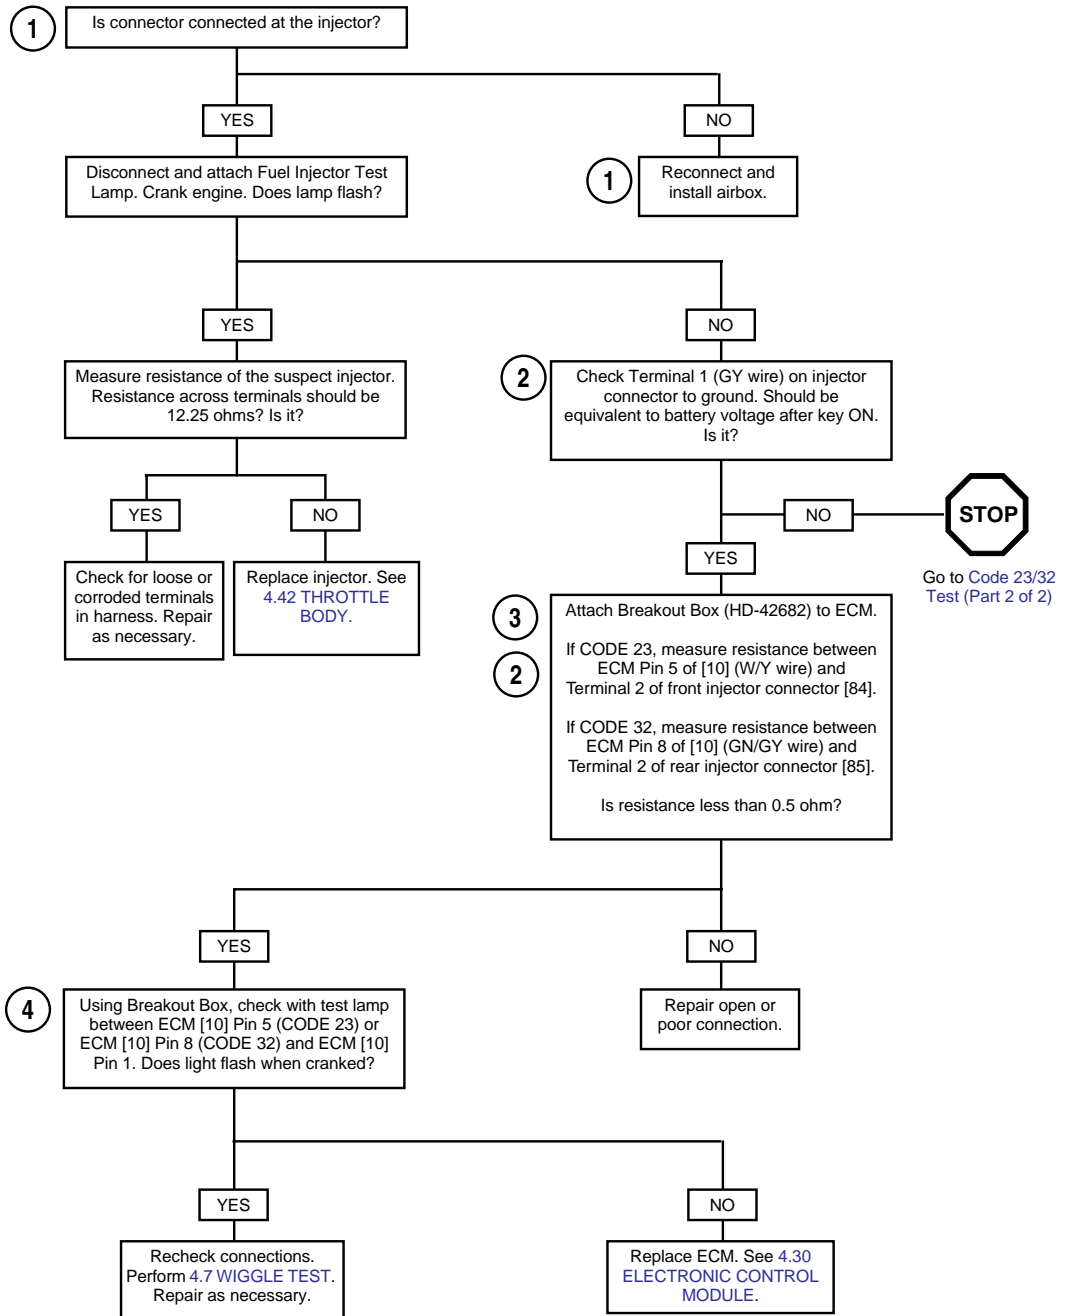 1
Is connector connected at the injector?
YES
NO
Disconnect and attach Fuel Injector Test
Lamp. Crank engine. Does lamp flash?
1
Reconnect and
install airbox.
YES
NO
Measure resistance of the suspect injector.
Resistance across terminals should be
12.25 ohms? Is it?
2
Check Terminal 1 (GY wire) on injector
connector to ground. Should be
equivalent to battery voltage after key ON.
Is it?
YES
NO
NO
STOP
Go to Code 23/32
Test (Part 2 of 2)
YES
Check for loose or
corroded terminals
in harness. Repair
as necessary.
Replace injector. See
4.42 THROTTLE
BODY.
3
2
Attach Breakout Box (HD-42682) to ECM.
If CODE 23, measure resistance between
ECM Pin 5 of [10] (W/Y wire) and
Terminal 2 of front injector connector [84].
If CODE 32, measure resistance between
ECM Pin 8 of [10] (GN/GY wire) and
Terminal 2 of rear injector connector [85].
Is resistance less than 0.5 ohm?
YES
NO
4
Using Breakout Box, check with test lamp
between ECM [10] Pin 5 (CODE 23) or
ECM [10] Pin 8 (CODE 32) and ECM [10]
Pin 1. Does light flash when cranked?
Repair open or
poor connection.
YES
NO
Recheck connections.
Perform 4.7 WIGGLE TEST.
Repair as necessary.
Replace ECM. See 4.30
ELECTRONIC CONTROL
MODULE.